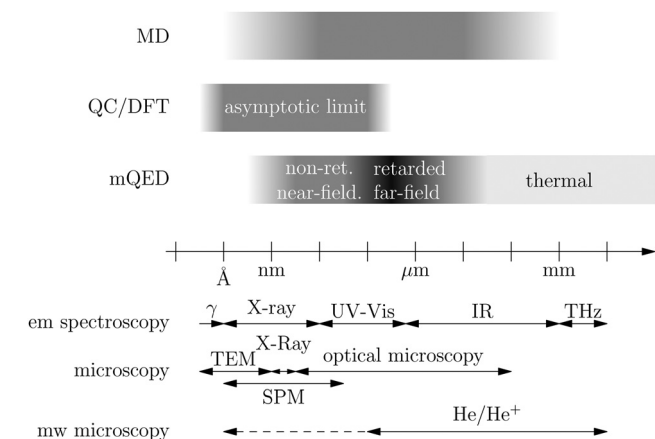 MD
QC/DFT asymptotic limit
mQED non-ret. retarded thermal
near-field. far-field
Å nm μm mm
em spectroscopy γ X-ray UV-Vis IR THz
X-Ray
microscopy TEM optical microscopy
SPM
mw microscopy He/He⁺